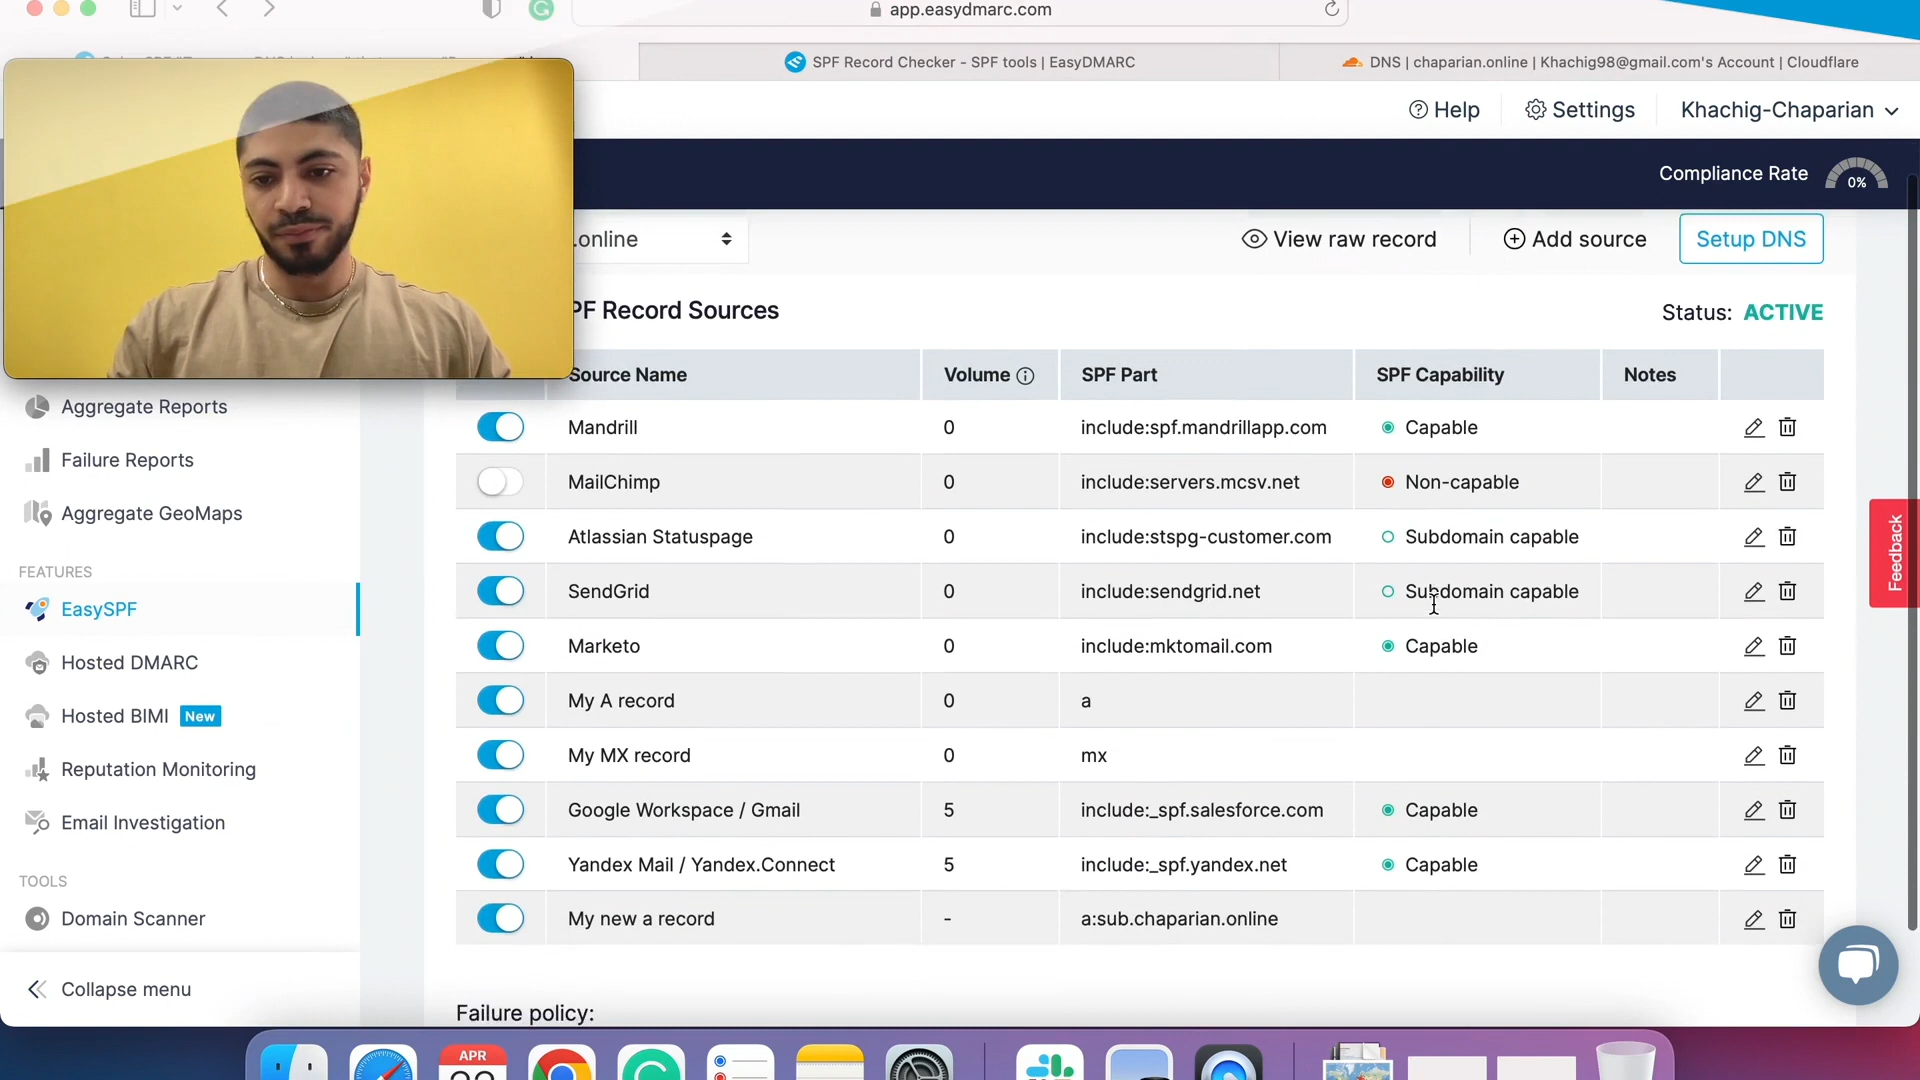 app.easydmarc.com
SPF Record Checker - SPF tools | EasyDMARC
DNS | chaparian.online | Khachig98@gmail.com's Account | Cloudflare
Help
Settings
Khachig-Chaparian
Compliance Rate
0%
.online
View raw record
Add source
Setup DNS
PF Record Sources
Status: ACTIVE
Source Name
Volume
SPF Part
SPF Capability
Notes
Mandrill 0 include:spf.mandrillapp.com Capable
MailChimp 0 include:servers.mcsv.net Non-capable
Atlassian Statuspage 0 include:stspg-customer.com Subdomain capable
SendGrid 0 include:sendgrid.net Subdomain capable
Marketo 0 include:mktomail.com Capable
My A record 0 a
My MX record 0 mx
Google Workspace / Gmail 5 include:_spf.salesforce.com Capable
Yandex Mail / Yandex.Connect 5 include:_spf.yandex.net Capable
My new a record - a:sub.chaparian.online
Failure policy:
Aggregate Reports
Failure Reports
Aggregate GeoMaps
FEATURES
EasySPF
Hosted DMARC
Hosted BIMI New
Reputation Monitoring
Email Investigation
TOOLS
Domain Scanner
Collapse menu
Feedback
APR